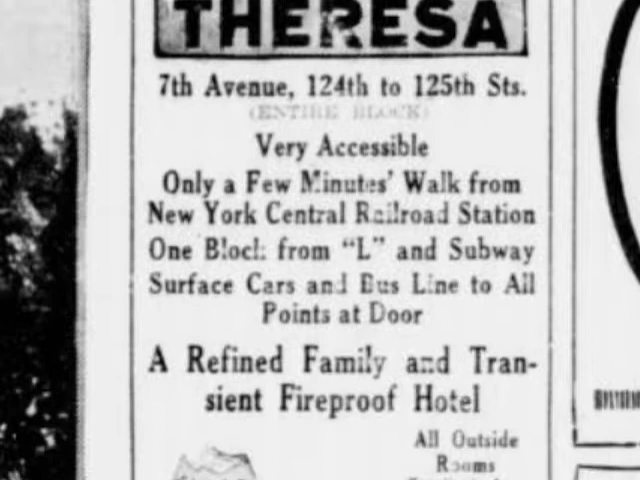 THERESA
7th Avenue, 124th to 125th Sts.
(ENTIRE BLOCK)
Very Accessible
Only a Few Minutes' Walk from
New York Central Railroad Station
One Block from "L" and Subway
Surface Cars and Bus Line to All
Points at Door
A Refined Family and Tran-
sient Fireproof Hotel
All Outside
Rooms